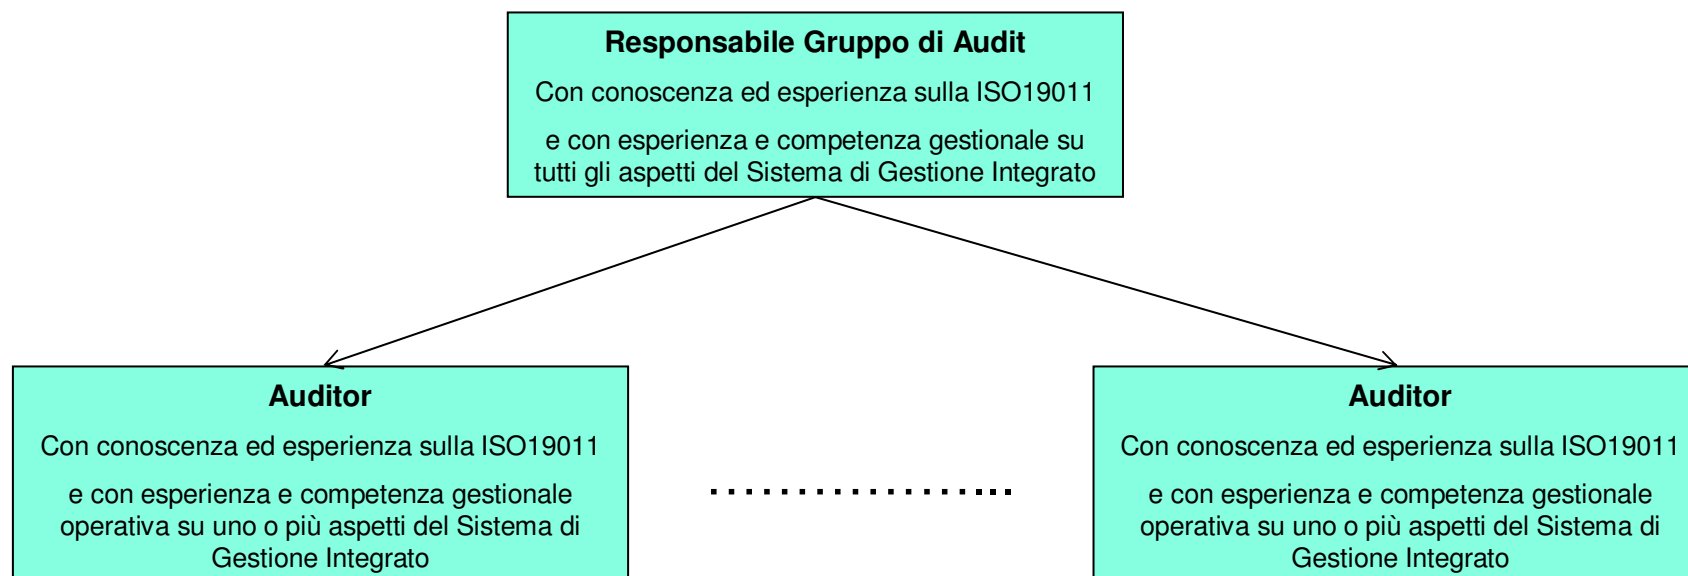 Responsabile Gruppo di Audit
Con conoscenza ed esperienza sulla ISO19011
e con esperienza e competenza gestionale su
tutti gli aspetti del Sistema di Gestione Integrato
Auditor
Con conoscenza ed esperienza sulla ISO19011
e con esperienza e competenza gestionale
operativa su uno o più aspetti del Sistema di
Gestione Integrato
Auditor
Con conoscenza ed esperienza sulla ISO19011
e con esperienza e competenza gestionale
operativa su uno o più aspetti del Sistema di
Gestione Integrato